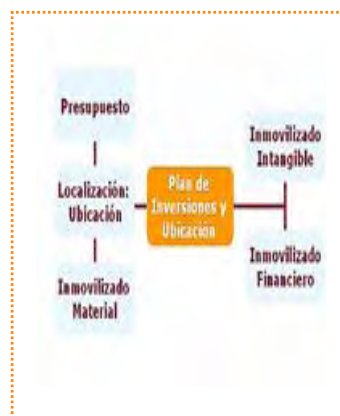 Presupuesto
Localización:
Ubicación
Inmovilizado
Material
Plan de
Inversiones y
Ubicación
Inmovilizado
Intangible
Inmovilizado
Financiero